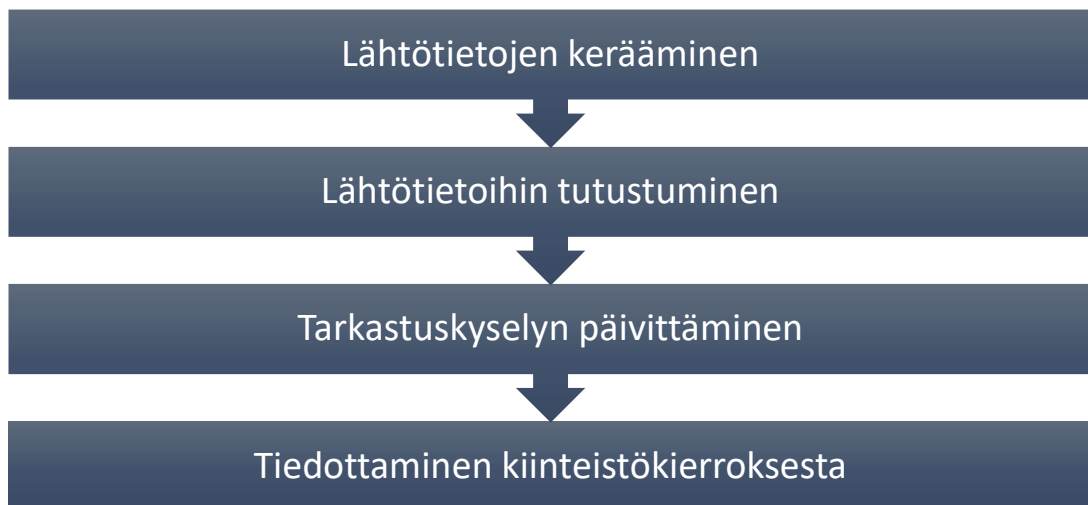 Lähtötietojen kerääminen
Lähtötietoihin tutustuminen
Tarkastuskyselyn päivittäminen
Tiedottaminen kiinteistökierroksesta